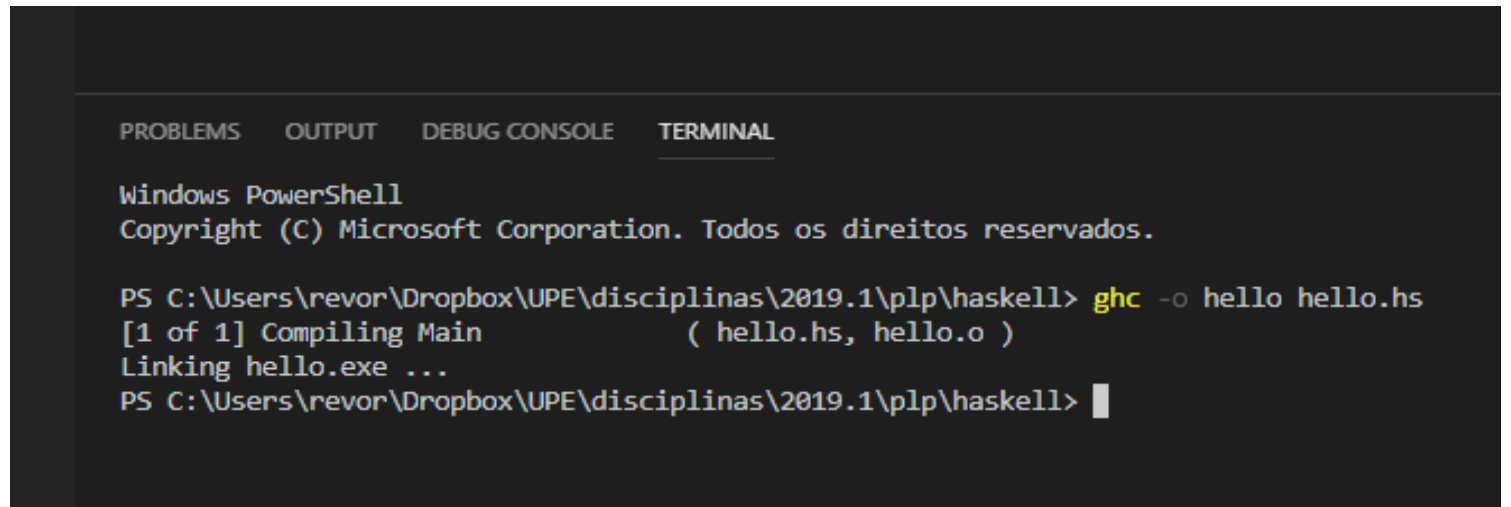 PROBLEMS OUTPUT DEBUG CONSOLE TERMINAL
Windows PowerShell
Copyright (C) Microsoft Corporation. Todos os direitos reservados.
PS C:\Users\revor\Dropbox\UPE\disciplinas\2019.1\plp\haskell> ghc -o hello hello.hs
[1 of 1] Compiling Main             ( hello.hs, hello.o )
Linking hello.exe ...
PS C:\Users\revor\Dropbox\UPE\disciplinas\2019.1\plp\haskell>